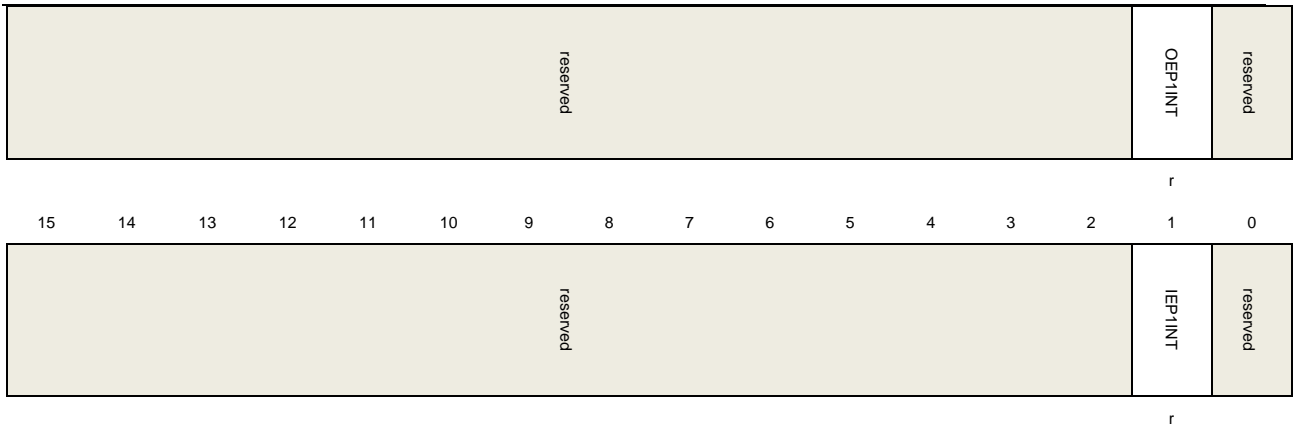 reserved OEP1INT reserved
r
15 14 13 12 11 10 9 8 7 6 5 4 3 2 1 0
reserved IEP1INT reserved
r